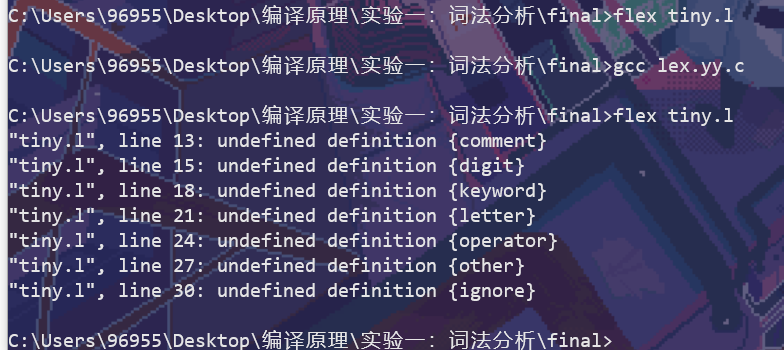 C:\Users\96955\Desktop\编译原理\实验一：词法分析\final>flex tiny.l
C:\Users\96955\Desktop\编译原理\实验一：词法分析\final>gcc lex.yy.c
C:\Users\96955\Desktop\编译原理\实验一：词法分析\final>flex tiny.l
"tiny.l", line 13: undefined definition {comment}
"tiny.l", line 15: undefined definition {digit}
"tiny.l", line 18: undefined definition {keyword}
"tiny.l", line 21: undefined definition {letter}
"tiny.l", line 24: undefined definition {operator}
"tiny.l", line 27: undefined definition {other}
"tiny.l", line 30: undefined definition {ignore}
C:\Users\96955\Desktop\编译原理\实验一：词法分析\final>